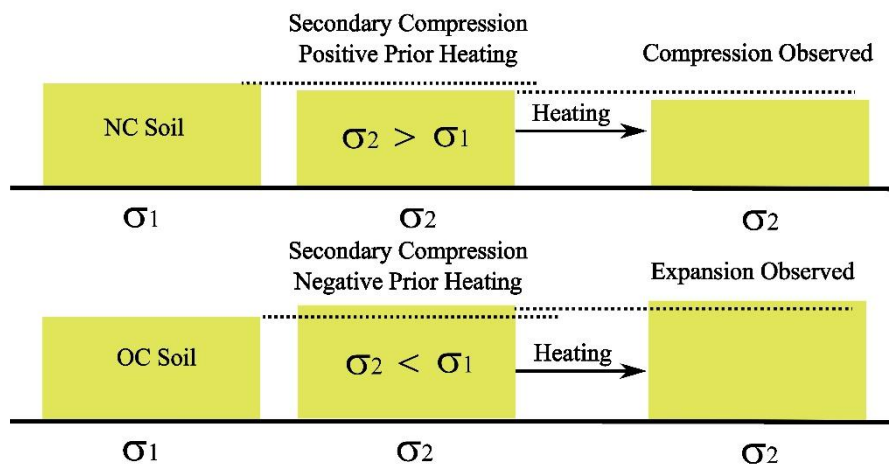 Secondary Compression
Positive Prior Heating
Compression Observed
NC Soil
σ2 > σ1
Heating
σ1
σ2
σ2
Secondary Compression
Negative Prior Heating
Expansion Observed
OC Soil
σ2 < σ1
Heating
σ1
σ2
σ2